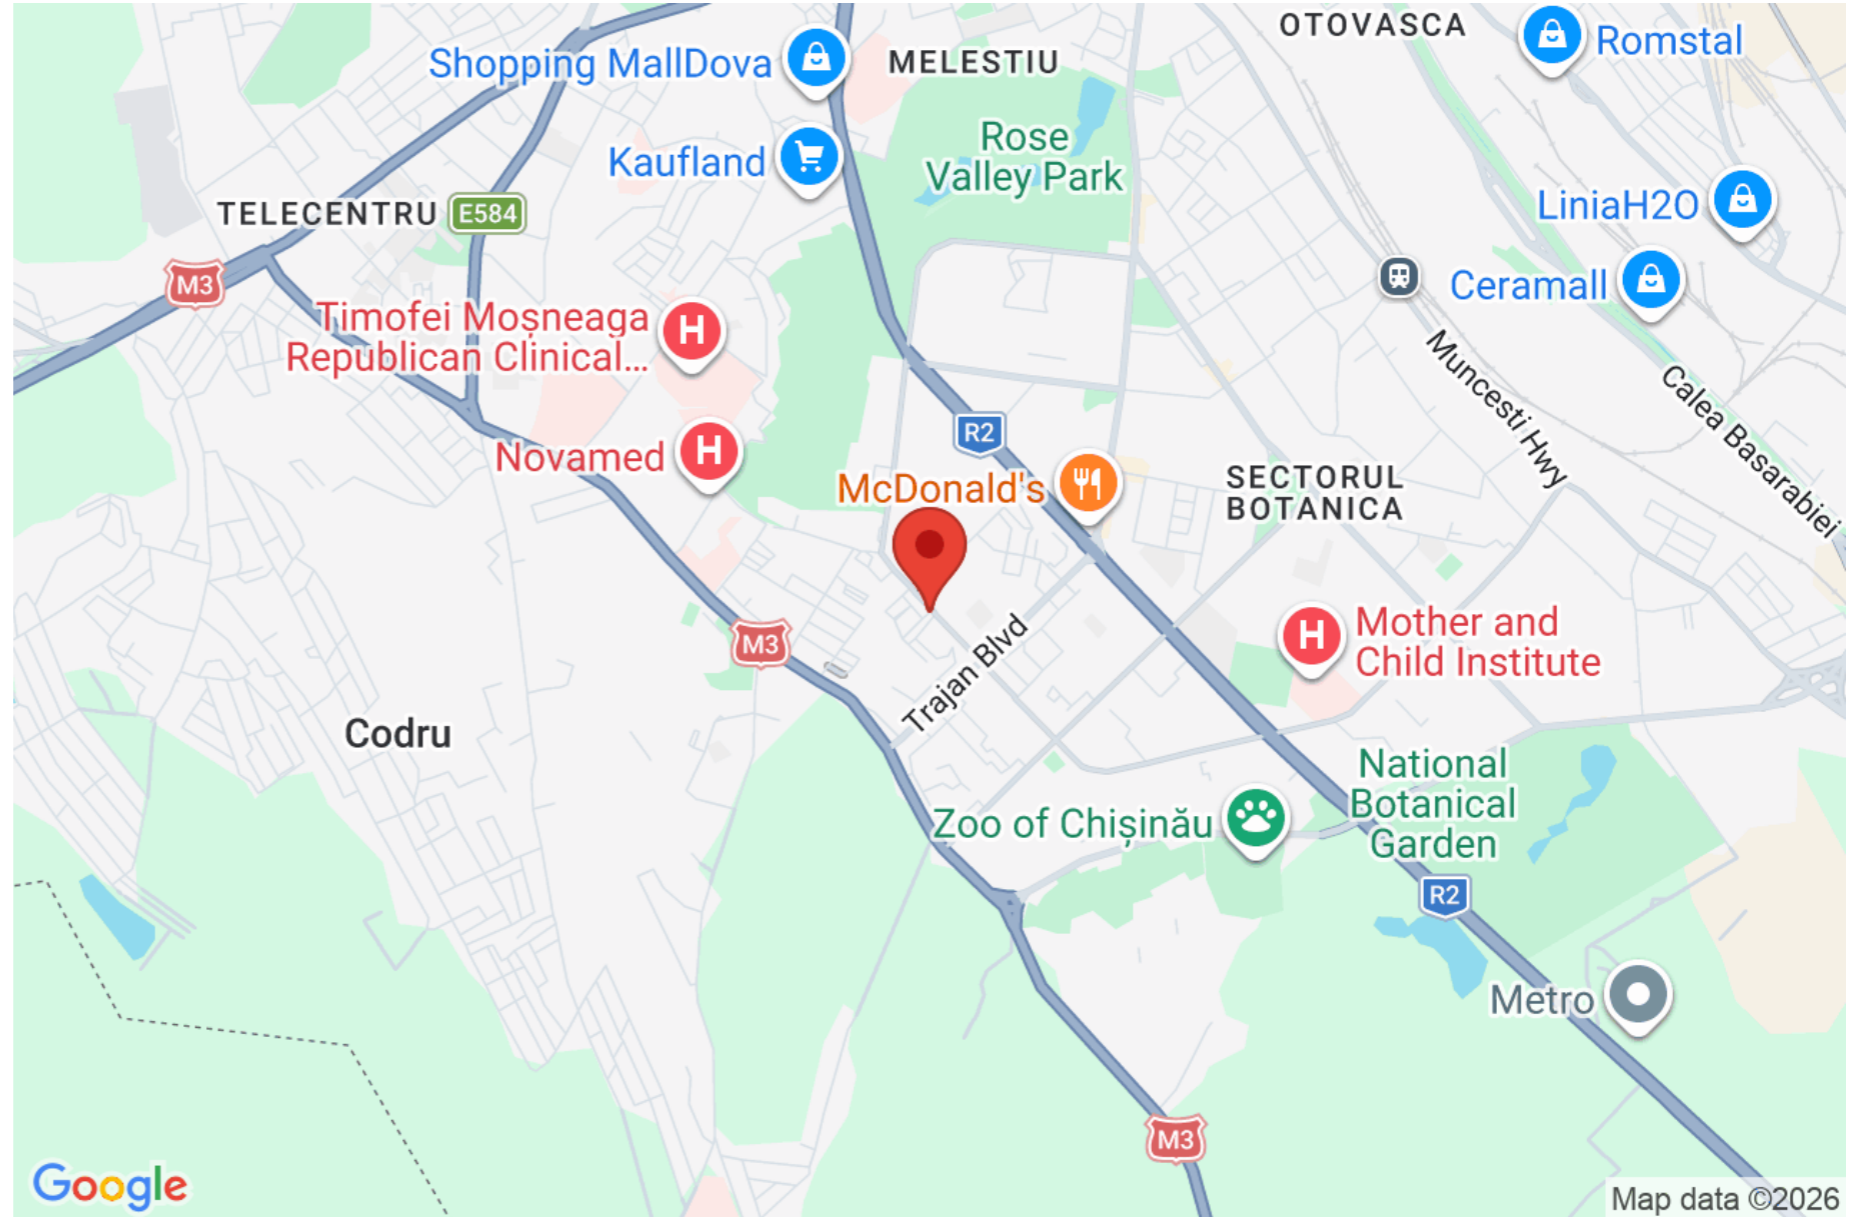 OTOVASCA
Romstal
Shopping MallDova
MELESTIU
Rose
Valley Park
Kaufland
TELECENTRU
E584
LiniaH2O
M3
Ceramall
Timofei Moșneaga
Republican Clinical...
H
Muncesti Hwy
Calea Basarabiei
R2
Novamed
H
McDonald's
SECTORUL
BOTANICA
M3
H
Mother and
Child Institute
Trajan Blvd
Codru
National
Botanical
Garden
Zoo of Chișinău
R2
Metro
M3
Google
Map data ©2026